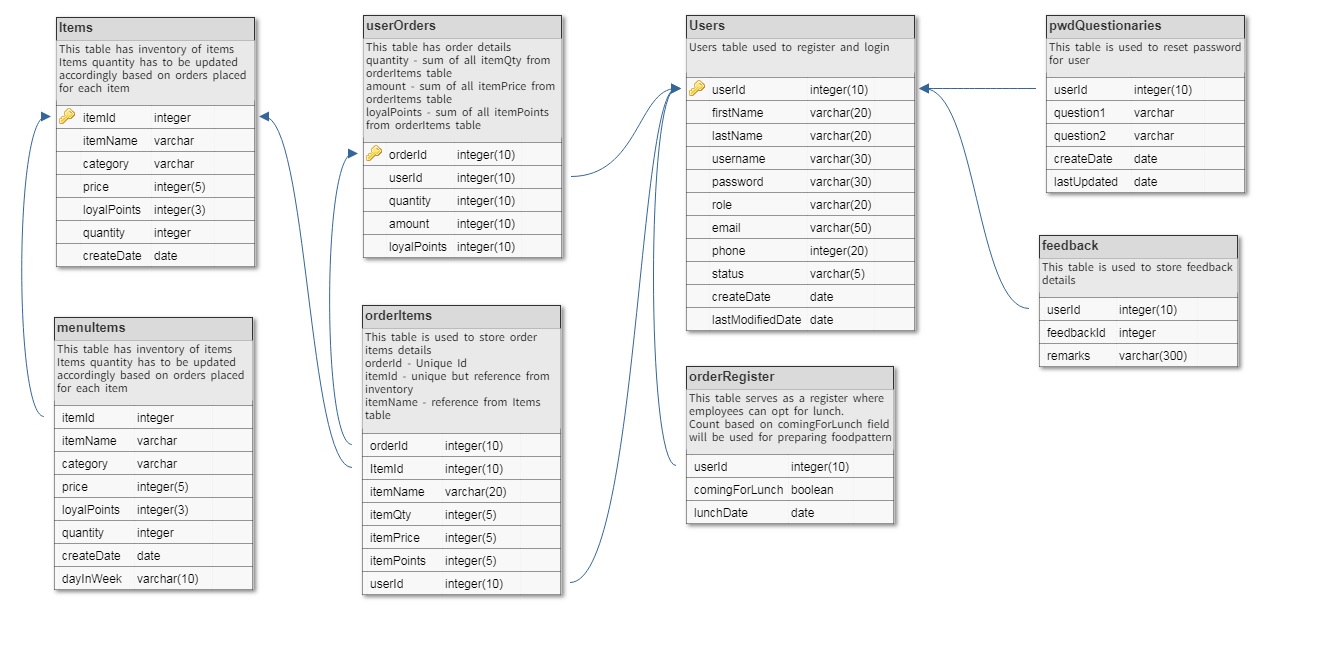 Items
This table has inventory of items
Items quantity has to be updated
accordingly based on orders placed
for each item
itemId integer
itemName varchar
category varchar
price integer(5)
loyalPoints integer(3)
quantity integer
createDate date
menuItems
This table has inventory of items
Items quantity has to be updated
accordingly based on orders placed
for each item
itemId integer
itemName varchar
category varchar
price integer(5)
loyalPoints integer(3)
quantity integer
createDate date
dayInWeek varchar(10)
userOrders
This table has order details
quantity - sum of all itemQty from
orderItems table
amount - sum of all itemPrice from
orderItems table
loyalPoints - sum of all itemPoints
from orderItems table
orderId integer(10)
userId integer(10)
quantity integer(10)
amount integer(10)
loyalPoints integer(10)
orderItems
This table is used to store order
items details
orderId - Unique Id
itemId - unique but reference from
inventory
itemName - reference from Items
table
orderId integer(10)
ItemId integer(10)
itemName varchar(20)
itemQty integer(5)
itemPrice integer(5)
itemPoints integer(5)
userId integer(10)
Users
Users table used to register and login
userId integer(10)
firstName varchar(20)
lastName varchar(20)
username varchar(30)
password varchar(30)
role varchar(20)
email varchar(50)
phone integer(20)
status varchar(5)
createDate date
lastModifiedDate date
orderRegister
This table serves as a register where
employees can opt for lunch.
Count based on comingForLunch field
will be used for preparing foodpattern
userId integer(10)
comingForLunch boolean
lunchDate date
pwdQuestionaries
This table is used to reset password
for user
userId integer(10)
question1 varchar
question2 varchar
createDate date
lastUpdated date
feedback
This table is used to store feedback
details
userId integer(10)
feedbackId integer
remarks varchar(300)